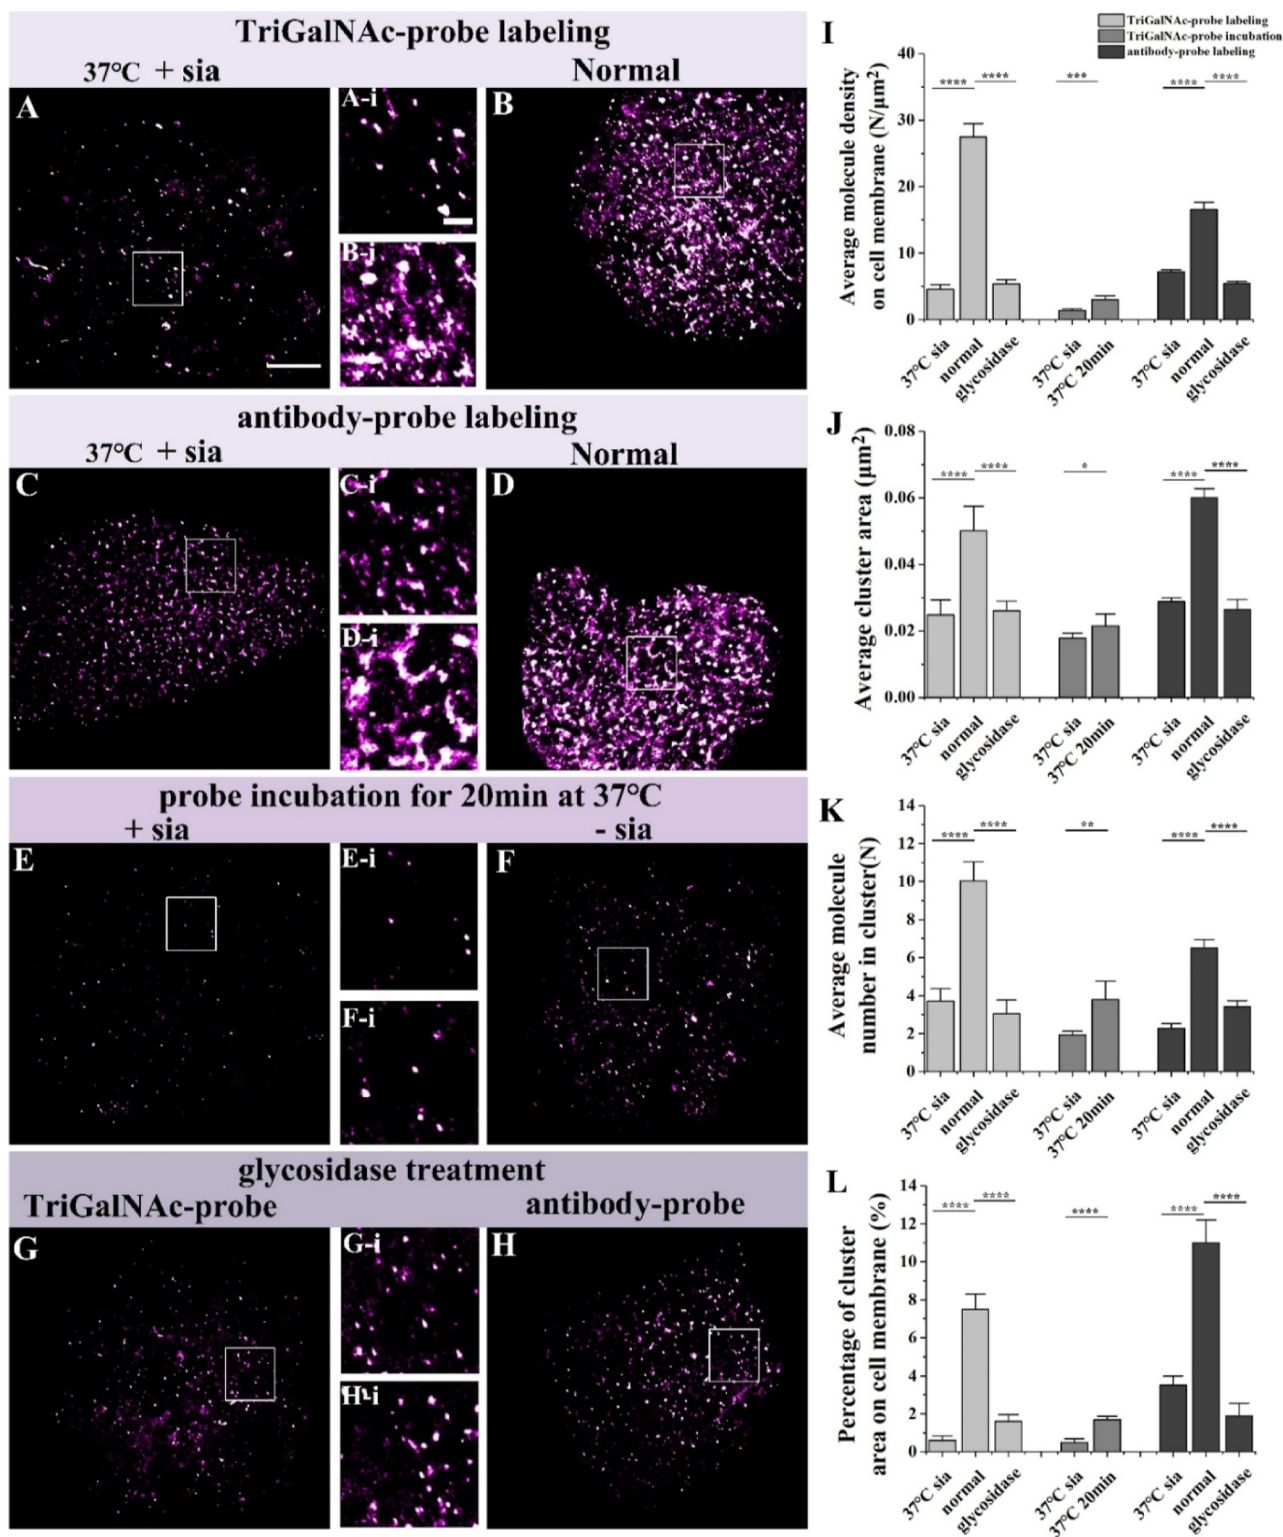 TriGalNAc-probe labeling
37°C + sia
Normal
A
A-i
B
B-i
antibody-probe labeling
37°C + sia
Normal
C
C-i
D
D-i
probe incubation for 20min at 37°C
+ sia
- sia
E
E-i
F
F-i
glycosidase treatment
TriGalNAc-probe
antibody-probe
G
G-i
H
H-i
I
TriGalNAc-probe labeling
TriGalNAc-probe incubation
antibody-probe labeling
Average molecule density
on cell membrane (N/μm²)
40
30
20
10
0
**** **** *** **** ****
37°C sia
normal
glycosidase
37°C sia
37°C 20min
37°C sia
normal
glycosidase
J
Average cluster area (μm²)
0.08
0.06
0.04
0.02
0.00
**** **** * **** ****
37°C sia
normal
glycosidase
37°C sia
37°C 20min
37°C sia
normal
glycosidase
K
Average molecule
number in cluster(N)
14
12
10
8
6
4
2
0
**** **** ** **** ****
37°C sia
normal
glycosidase
37°C sia
37°C 20min
37°C sia
normal
glycosidase
L
Percentage of cluster
area on cell membrane (%)
14
12
10
8
6
4
2
0
**** **** **** **** ****
37°C sia
normal
glycosidase
37°C sia
37°C 20min
37°C sia
normal
glycosidase